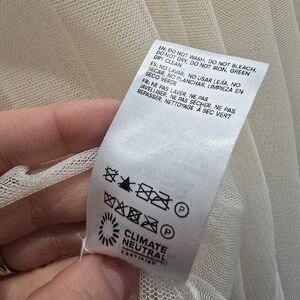 EN: DO NOT WASH, DO NOT BLEACH,
DO NOT DRY, DO NOT IRON, GREEN
DRY CLEAN
ES: NO LAVAR, NO USAR LEJÍA, NO
SECAR, NO PLANCHAR, LIMPIEZA EN
SECO VERDE
FR: NE PAS LAVER, NE PAS
JAVELLISER, NE PAS SÉCHER, NE PAS
REPASSER, NETTOYAGE À SEC VERT
P
P
CLIMATE
NEUTRAL
CERTIFIED